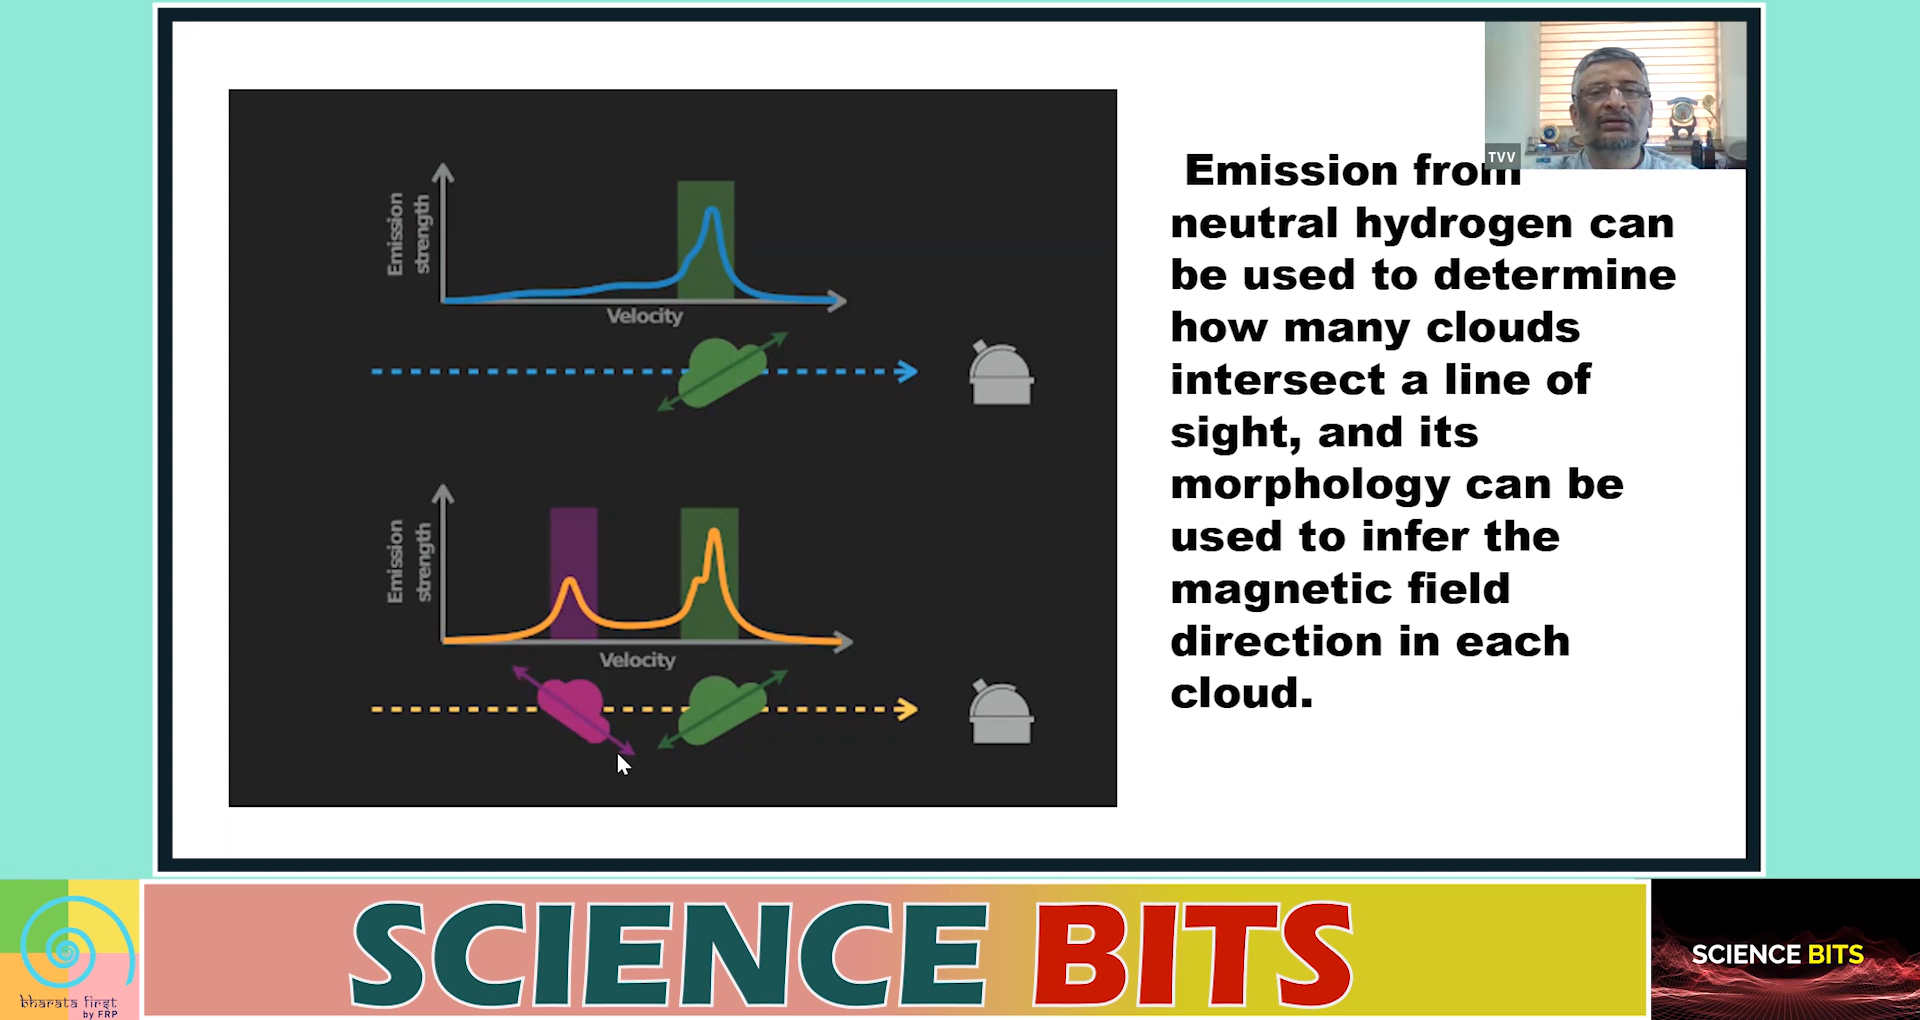 TVV
Emission from
neutral hydrogen can
be used to determine
how many clouds
intersect a line of
sight, and its
morphology can be
used to infer the
magnetic field
direction in each
cloud.
Emission
strength
Velocity
Emission
strength
Velocity
bharata first
by FRP
SCIENCE BITS
SCIENCE BITS